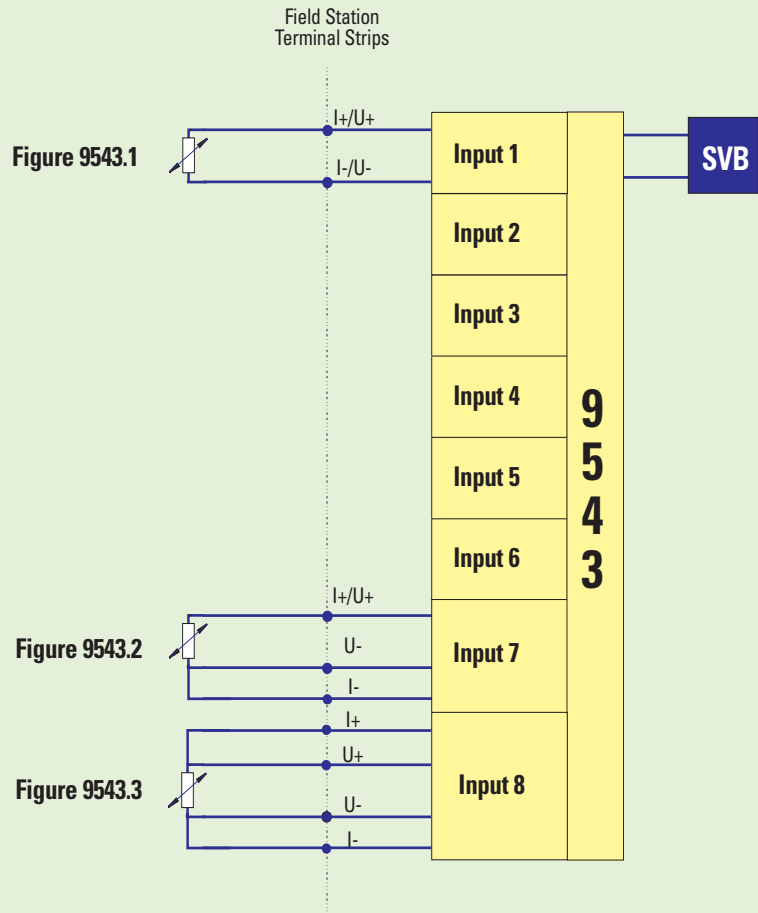 Field Station
Terminal Strips
I+/U+
Figure 9543.1
Input 1
SVB
I-/U-
Input 2
Input 3
Input 4
9
5
4
3
Input 5
Input 6
I+/U+
Figure 9543.2
U-
Input 7
I-
I+
U+
Figure 9543.3
Input 8
U-
I-